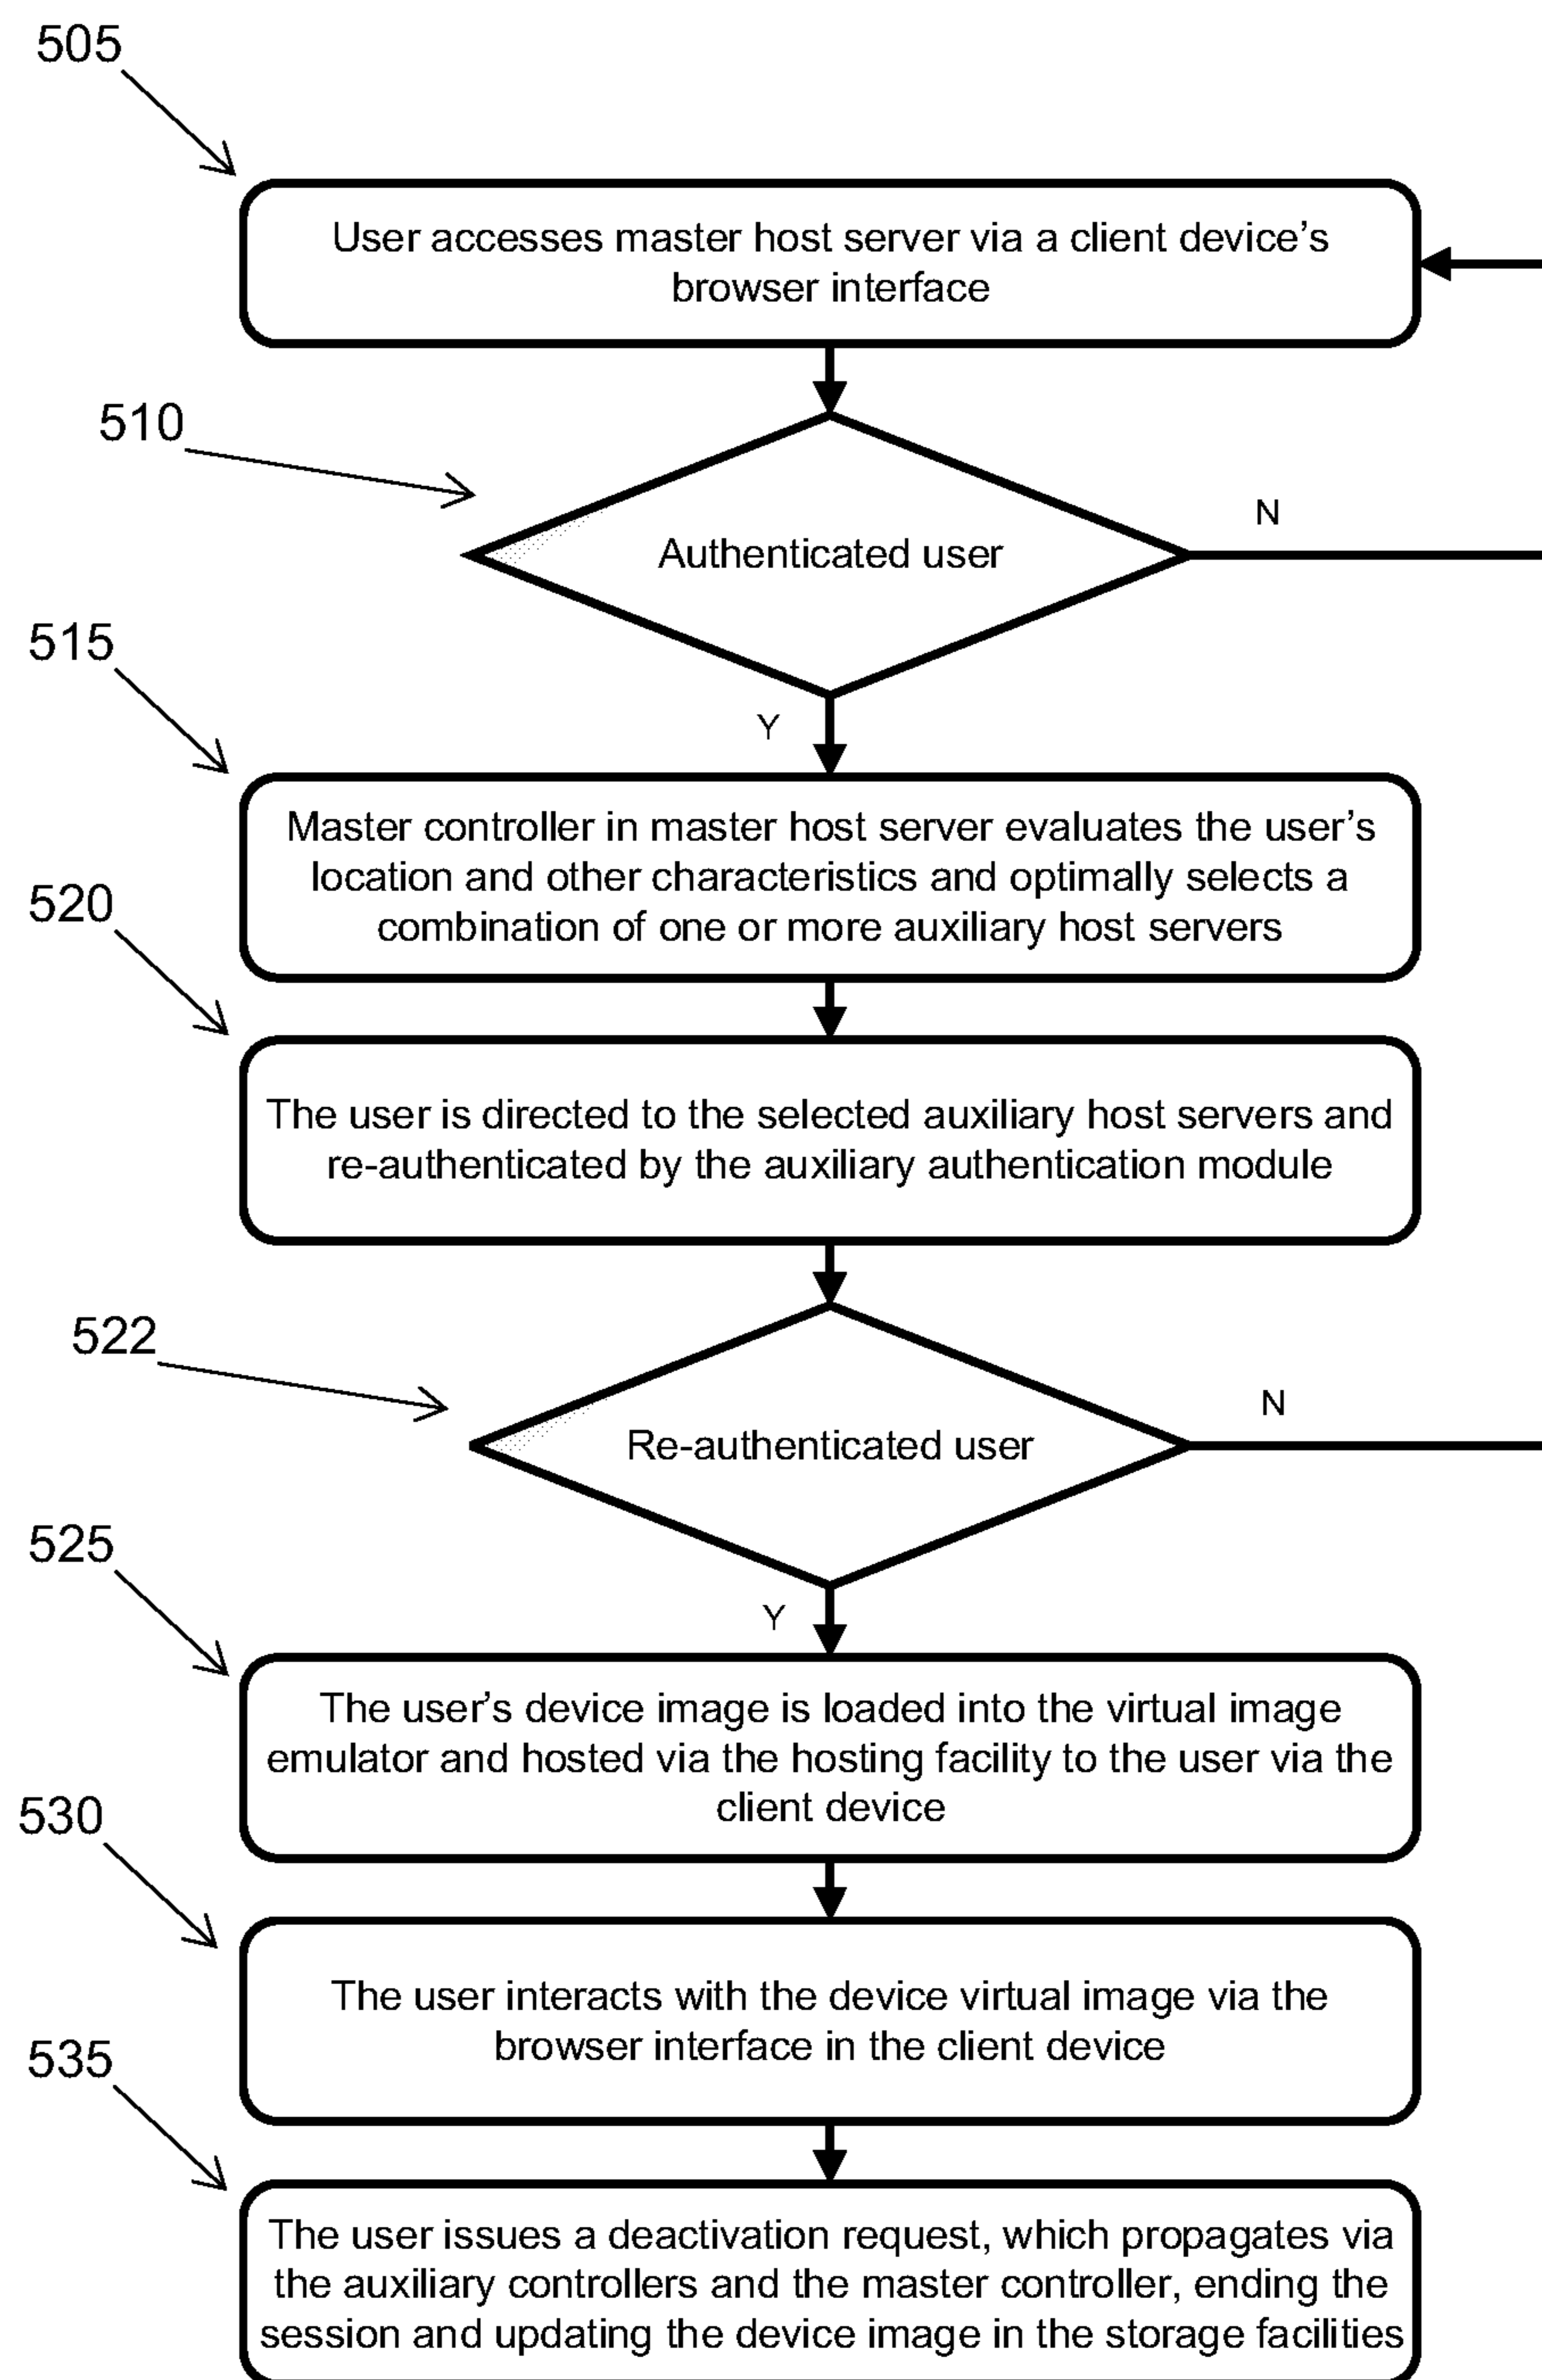 505
User accesses master host server via a client device’s
browser interface
510
Authenticated user
N
515
Y
Master controller in master host server evaluates the user’s
location and other characteristics and optimally selects a
combination of one or more auxiliary host servers
520
The user is directed to the selected auxiliary host servers and
re-authenticated by the auxiliary authentication module
522
Re-authenticated user
N
525
Y
The user’s device image is loaded into the virtual image
emulator and hosted via the hosting facility to the user via the
client device
530
The user interacts with the device virtual image via the
browser interface in the client device
535
The user issues a deactivation request, which propagates via
the auxiliary controllers and the master controller, ending the
session and updating the device image in the storage facilities